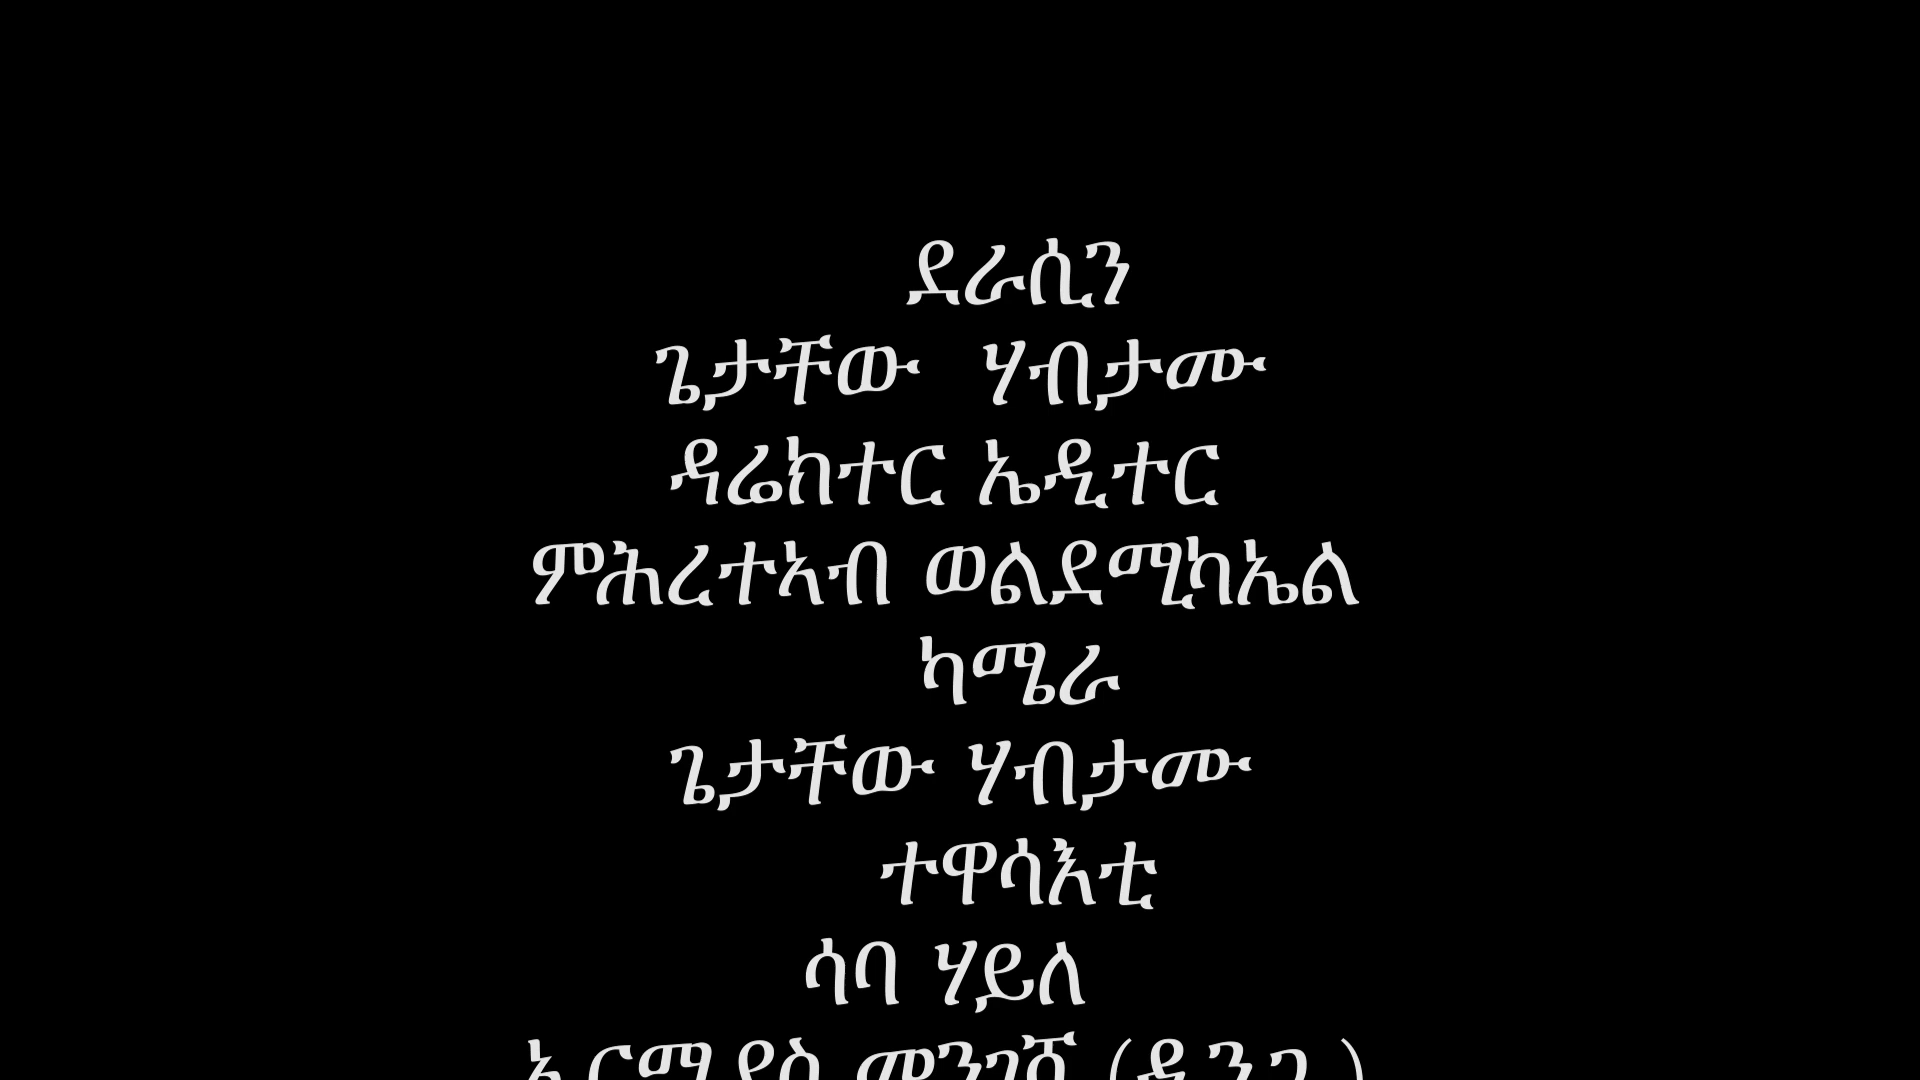 ደራሲን
ጌታቸው ሃብታሙ
ዳሬክተር ኤዲተር
ምሕረተኣብ ወልደሚካኤል
ካሜራ
ጌታቸው ሃብታሙ
ተዋሳእቲ
ሳባ ሃይለ